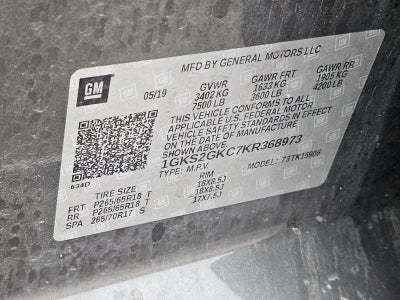 MFD BY GENERAL MOTORS LLC
GM
05/19 GVWR GAWR FRT GAWR RR
3402 KG 1633 KG 1905 KG
7500 LB 3600 LB 4200 LB
THIS VEHICLE CONFORMS TO ALL
APPLICABLE FEDERAL MOTOR
VEHICLE SAFETY STANDARDS IN EFFECT
ON THE DATE OF MANUFACTURE
1GKS2GKC7KR368973
TYPE: M.P.V. MODEL: 73TK15906
634D
TIRE SIZE RIM
FRT P265/65R18 T 18X8.5J
RR P265/65R18 T 18X8.5J
SPA 265/70R17 S 17X7.5J